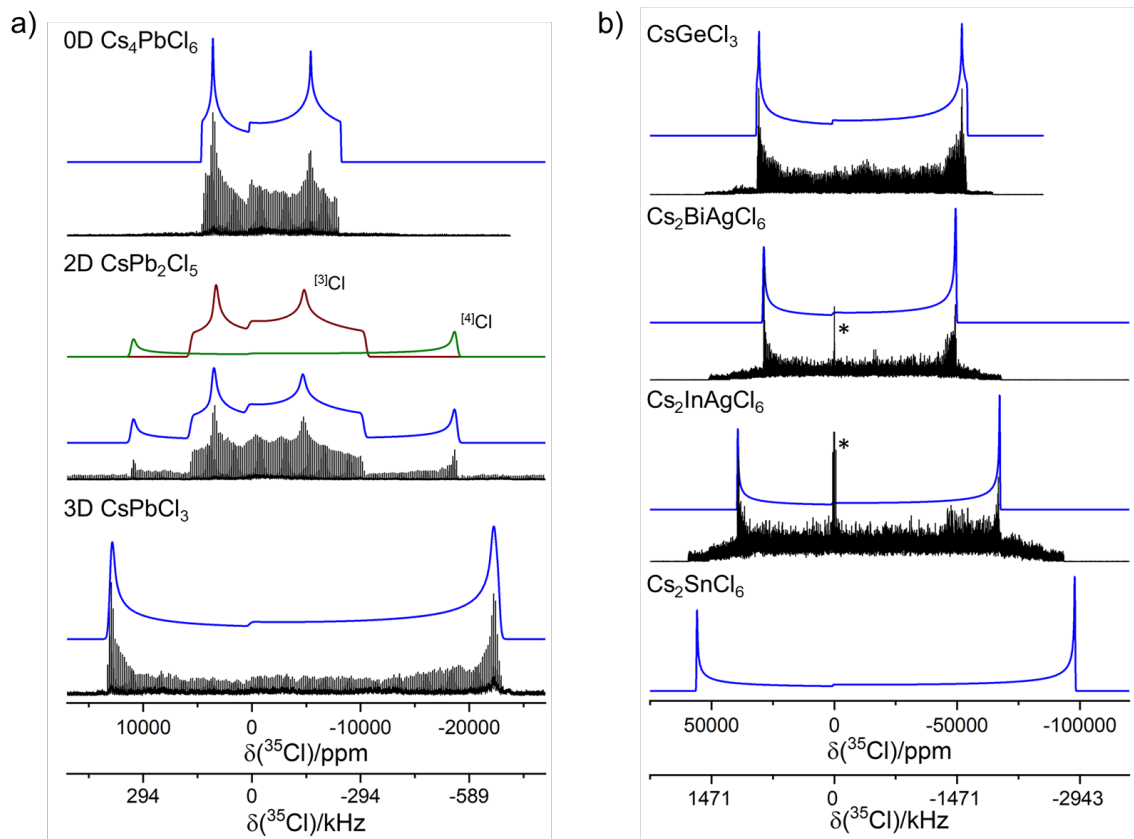 a)
0D Cs₄PbCl₆
2D CsPb₂Cl₅
[3]Cl
[4]Cl
3D CsPbCl₃
10000 0 -10000 -20000
δ(³⁵Cl)/ppm
294 0 -294 -589
δ(³⁵Cl)/kHz
b)
CsGeCl₃
Cs₂BiAgCl₆
*
Cs₂InAgCl₆
*
Cs₂SnCl₆
50000 0 -50000 -100000
δ(³⁵Cl)/ppm
1471 0 -1471 -2943
δ(³⁵Cl)/kHz